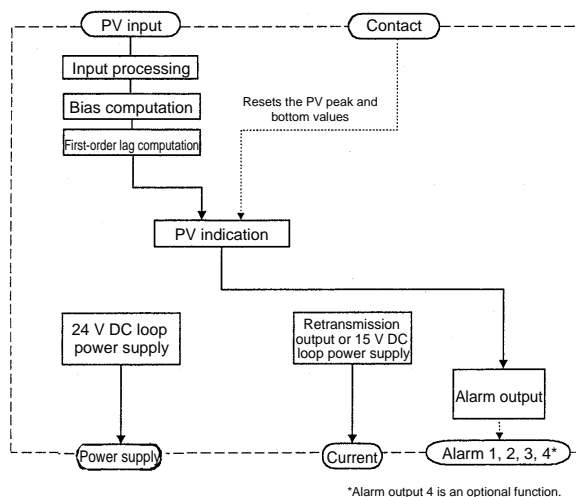 PV input
Contact
Input processing
Bias computation
First-order lag computation
Resets the PV peak and
bottom values
PV indication
24 V DC loop
power supply
Retransmission
output or 15 V DC
loop power supply
Alarm output
Power supply
Current
Alarm 1, 2, 3, 4*
*Alarm output 4 is an optional function.